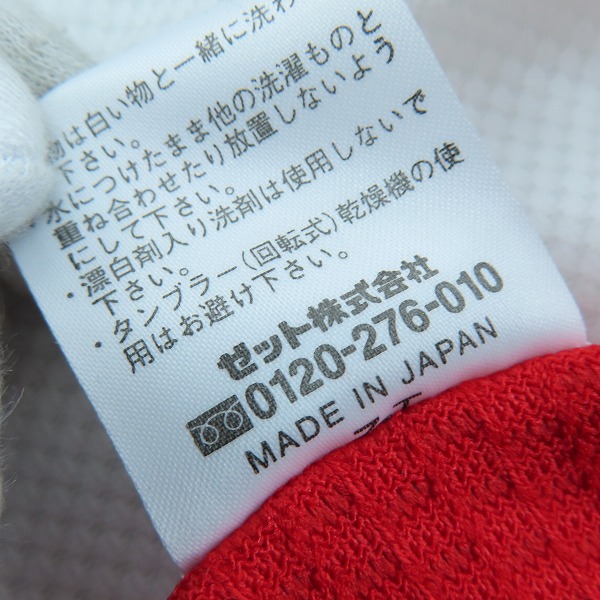 物は白い物と一緒に洗わ
下さい。
・水につけたまま他の洗濯ものと
重ね合わせたり放置しないよう
にして下さい。
・漂白剤入り洗剤は使用しないで
下さい。
・タンブラー(回転式)乾燥機の使
用はお避け下さい。
ゼット株式会社
0120-276-010
MADE IN JAPAN